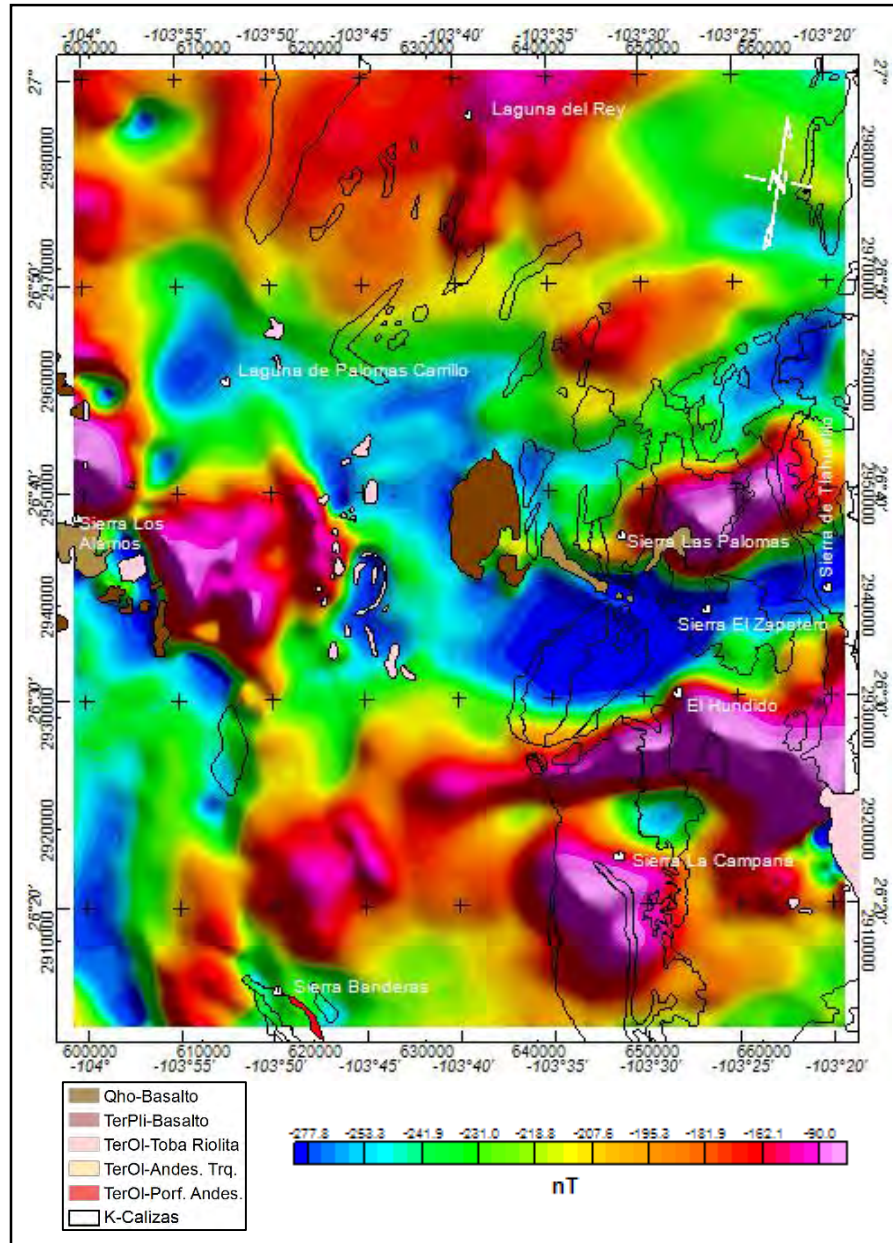 -104° -103°55' -103°50' -103°45' -103°40' -103°35' -103°30' -103°25' -103°20'
600000 610000 620000 630000 640000 650000 660000
27° 27°
2980000 2980000
2970000 2970000
26°50' 26°50'
2960000 2960000
26°40' 26°40'
2950000 2950000
2940000 2940000
26°30' 26°30'
2930000 2930000
2920000 2920000
26°20' 26°20'
2910000 2910000
Laguna del Rey
N
Laguna de Palomas Carrillo
Sierra Los
Alamos
Sierra Las Palomas
Sierra de Tlahualilo
Sierra El Zapatero
El Hundido
Sierra La Campana
Sierra Banderas
600000 610000 620000 630000 640000 650000 660000
-104° -103°55' -103°50' -103°45' -103°40' -103°35' -103°30' -103°25' -103°20'
Qho-Basalto
TerPli-Basalto
TerOl-Toba Riolita
TerOl-Andes. Trq.
TerOl-Porf. Andes.
K-Calizas
-277.8 -253.3 -241.9 -231.0 -218.8 -207.6 -195.3 -181.9 -162.1 -90.0
nT